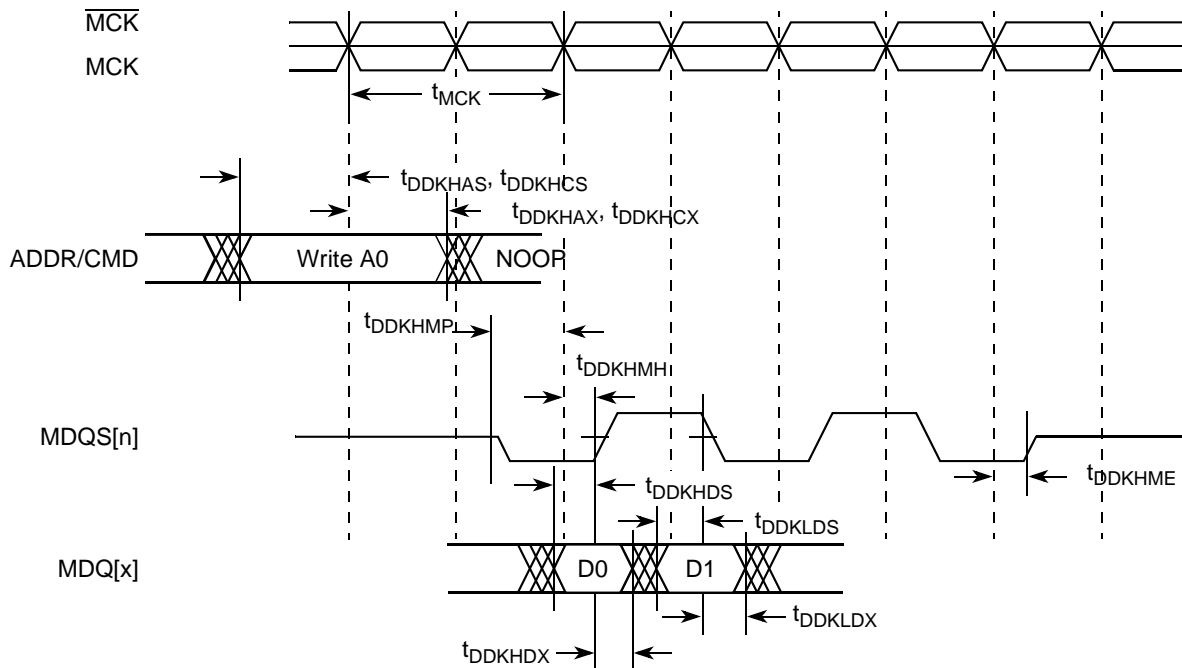 MCK
MCK
tMCK
tDDKHAS, tDDKHCS
tDDKHAX, tDDKHCX
ADDR/CMD
Write A0
NOOP
tDDKHMP
tDDKHMH
MDQS[n]
tDDKHME
tDDKHDS
tDDKLDS
MDQ[x]
D0
D1
tDDKLDX
tDDKHDX